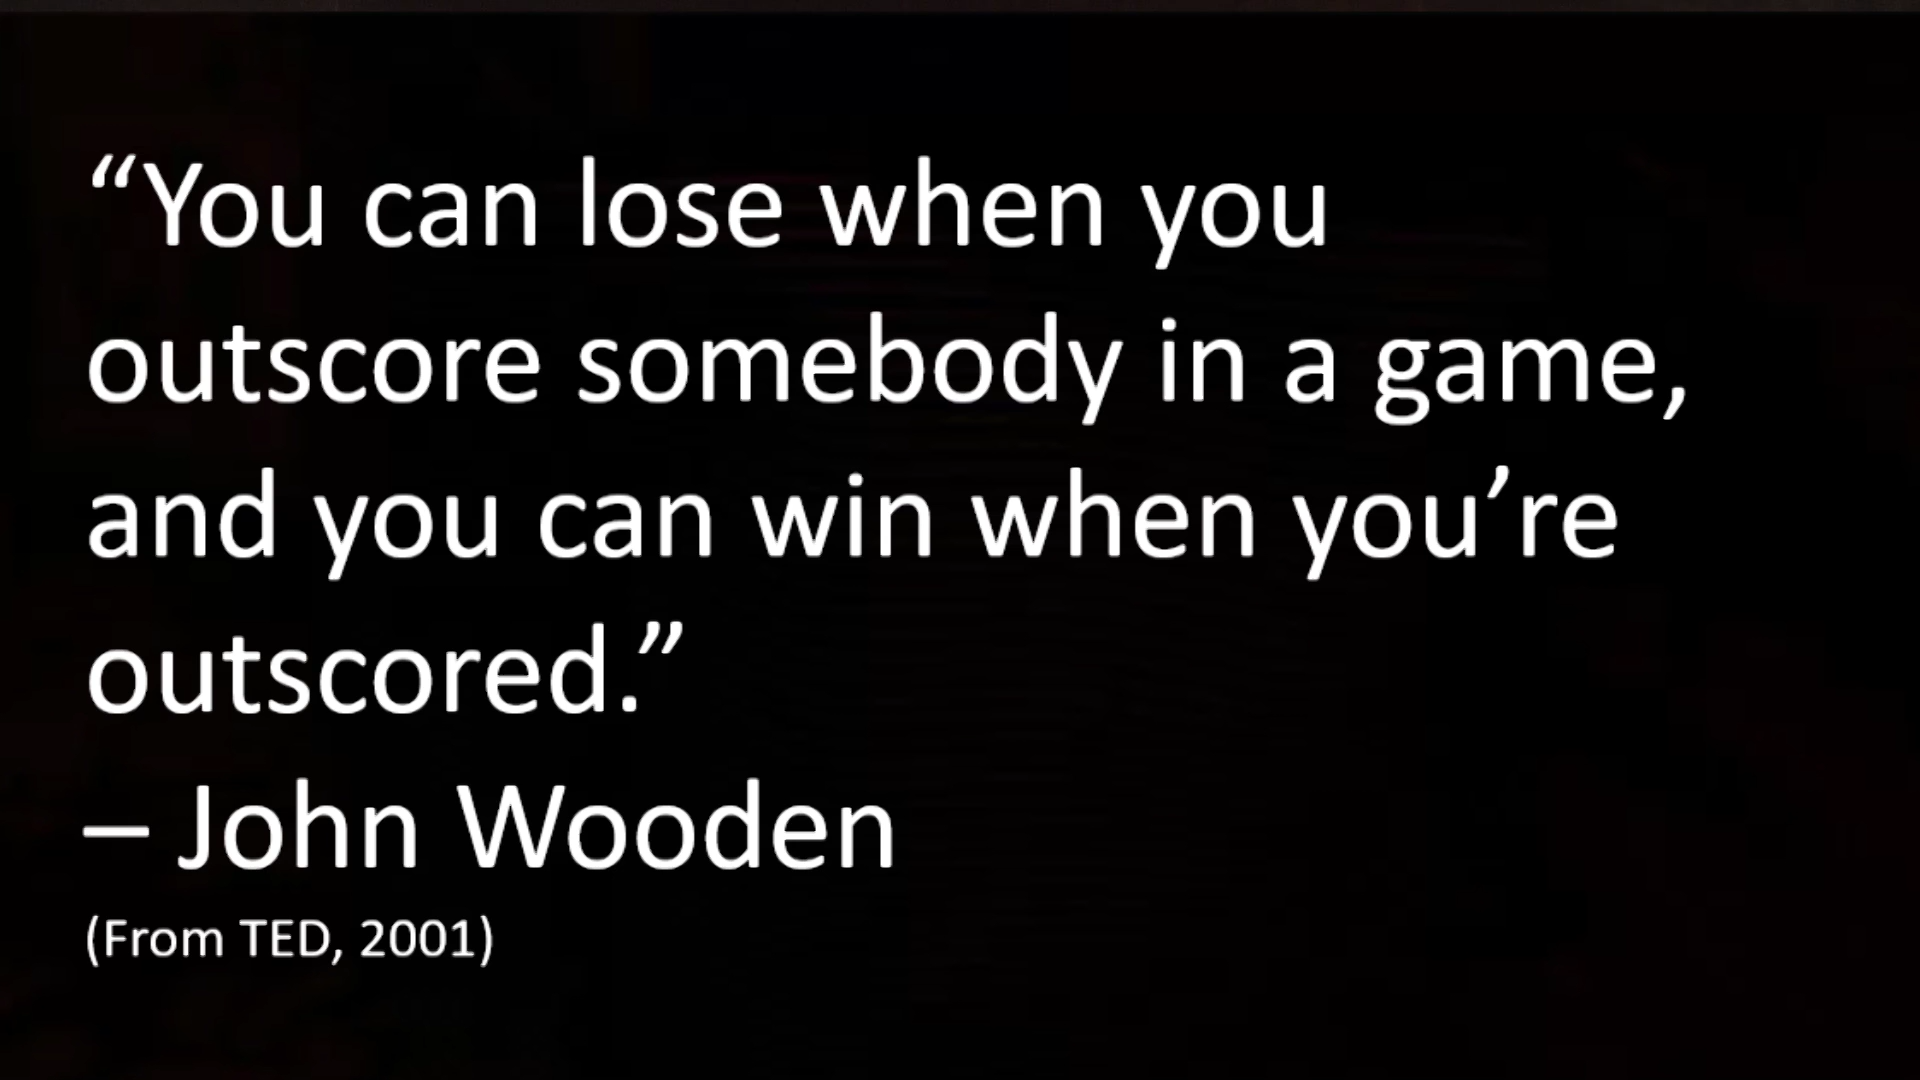 “You can lose when you
outscore somebody in a game,
and you can win when you’re
outscored.”
– John Wooden
(From TED, 2001)